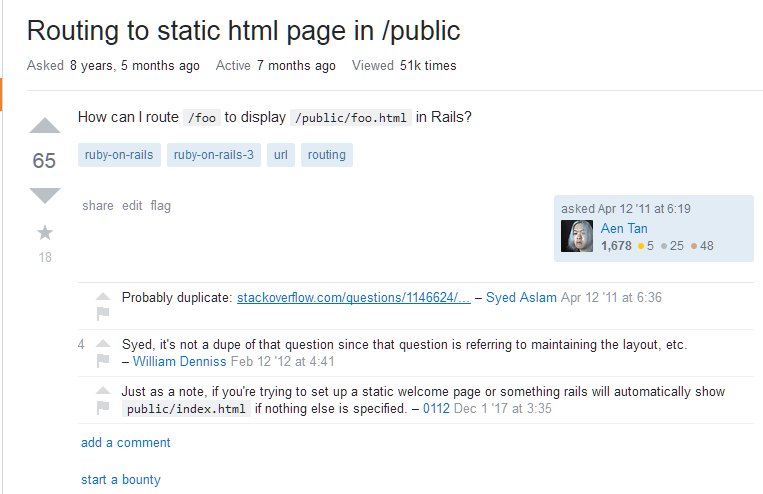 Routing to static html page in /public
Asked 8 years, 5 months ago Active 7 months ago Viewed 51k times
How can I route /foo to display /public/foo.html in Rails?
65
ruby-on-rails ruby-on-rails-3 url routing
share edit flag
18
asked Apr 12 '11 at 6:19
Aen Tan
1,678 5 25 48
Probably duplicate: stackoverflow.com/questions/1146624/… – Syed Aslam Apr 12 '11 at 6:36
4 Syed, it's not a dupe of that question since that question is referring to maintaining the layout, etc.
– William Denniss Feb 12 '12 at 4:41
Just as a note, if you're trying to set up a static welcome page or something rails will automatically show
public/index.html if nothing else is specified. – 0112 Dec 1 '17 at 3:35
add a comment
start a bounty